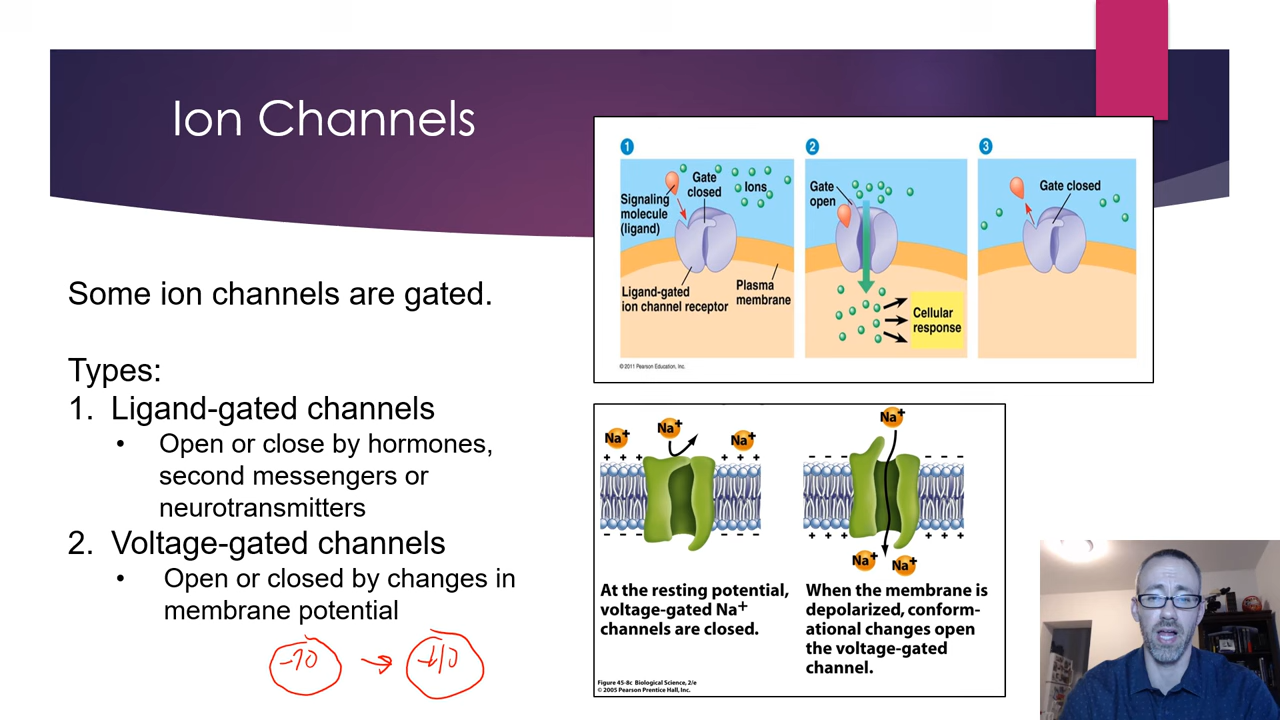 Ion Channels
Some ion channels are gated.
Types:
1. Ligand-gated channels
• Open or close by hormones,
second messengers or
neurotransmitters
2. Voltage-gated channels
• Open or closed by changes in
membrane potential
-70 →
1
Signaling
molecule
(ligand)
Gate
closed
Ions
Ligand-gated
ion channel receptor
Plasma
membrane
2
Gate
open
Cellular
response
3
Gate closed
© 2011 Pearson Education, Inc.
Na+
Na+
Na+
+ + + +
+ + +
- - - -
- - -
At the resting potential,
voltage-gated Na+
channels are closed.
Na+
- - - -
- - - -
+ + + +
+ + + +
Na+
Na+
When the membrane is
depolarized, conform-
ational changes open
the voltage-gated
channel.
Figure 45-8c Biological Science, 2/e
© 2005 Pearson Prentice Hall, Inc.